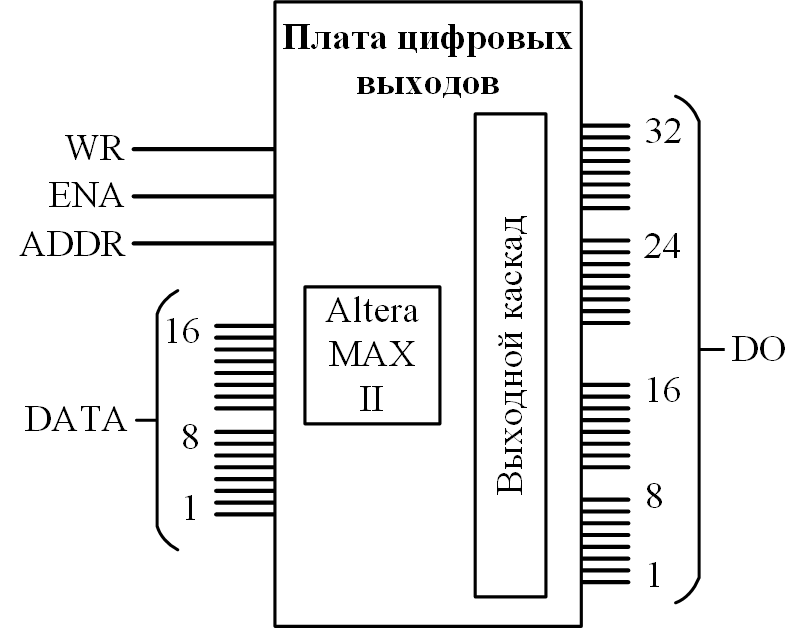 Плата цифровых
выходов
WR
ENA
ADDR
DATA
16
8
1
Altera
MAX
II
Выходной каскад
32
24
16
8
1
DO